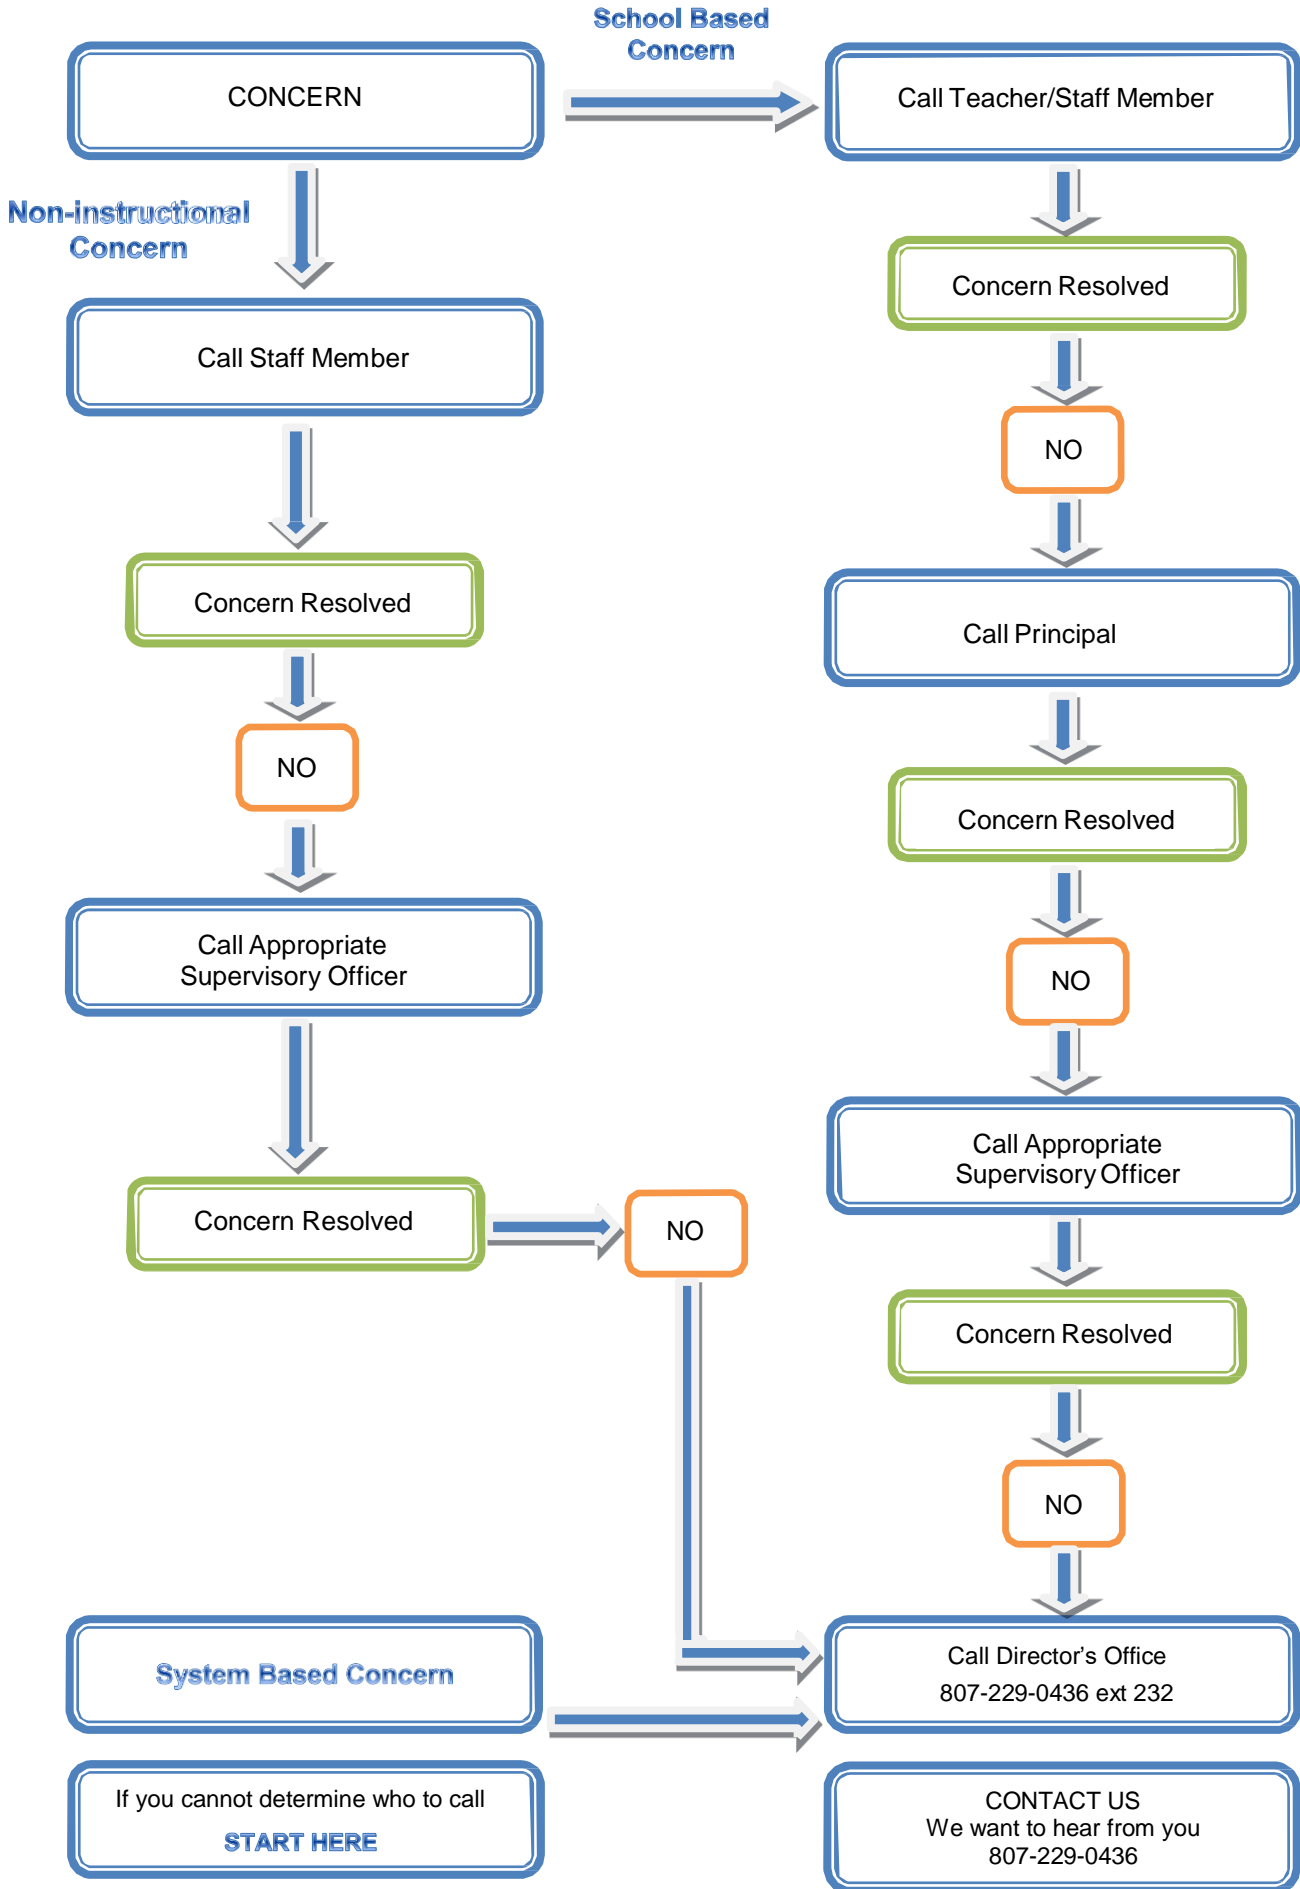 School Based
Concern
CONCERN
Call Teacher/Staff Member
Non-instructional
Concern
Concern Resolved
Call Staff Member
NO
Concern Resolved
Call Principal
NO
Concern Resolved
Call Appropriate
Supervisory Officer
NO
Call Appropriate
Supervisory Officer
Concern Resolved
NO
Concern Resolved
NO
System Based Concern
Call Director’s Office
807-229-0436 ext 232
If you cannot determine who to call
START HERE
CONTACT US
We want to hear from you
807-229-0436